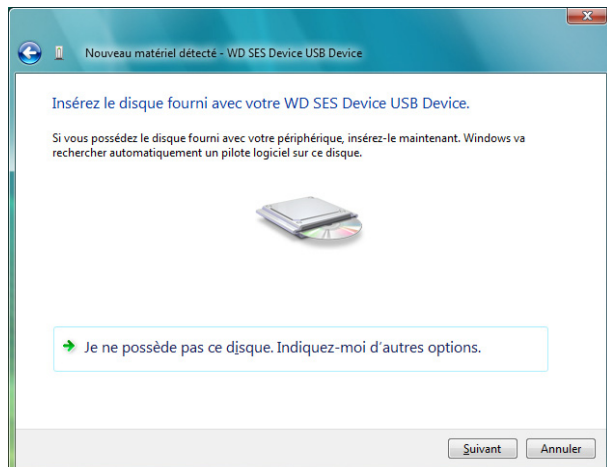 Nouveau matériel détecté - WD SES Device USB Device
Insérez le disque fourni avec votre WD SES Device USB Device.
Si vous possédez le disque fourni avec votre périphérique, insérez-le maintenant. Windows va
rechercher automatiquement un pilote logiciel sur ce disque.
Je ne possède pas ce disque. Indiquez-moi d'autres options.
Suivant Annuler